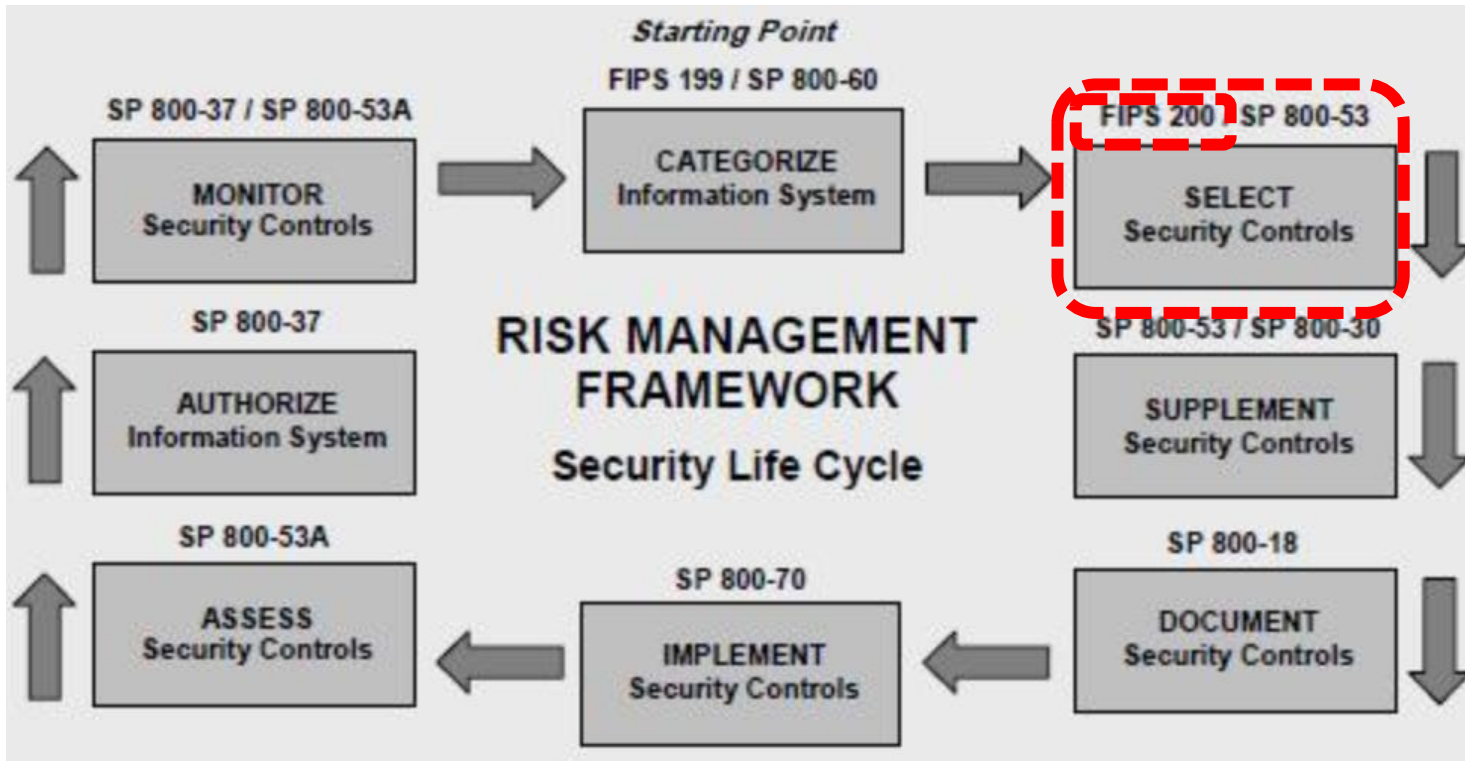 Starting Point
FIPS 199 / SP 800-60
CATEGORIZE
Information System
FIPS 200 / SP 800-53
SELECT
Security Controls
SP 800-53 / SP 800-30
SUPPLEMENT
Security Controls
SP 800-18
DOCUMENT
Security Controls
SP 800-70
IMPLEMENT
Security Controls
SP 800-53A
ASSESS
Security Controls
SP 800-37
AUTHORIZE
Information System
SP 800-37 / SP 800-53A
MONITOR
Security Controls
RISK MANAGEMENT
FRAMEWORK
Security Life Cycle